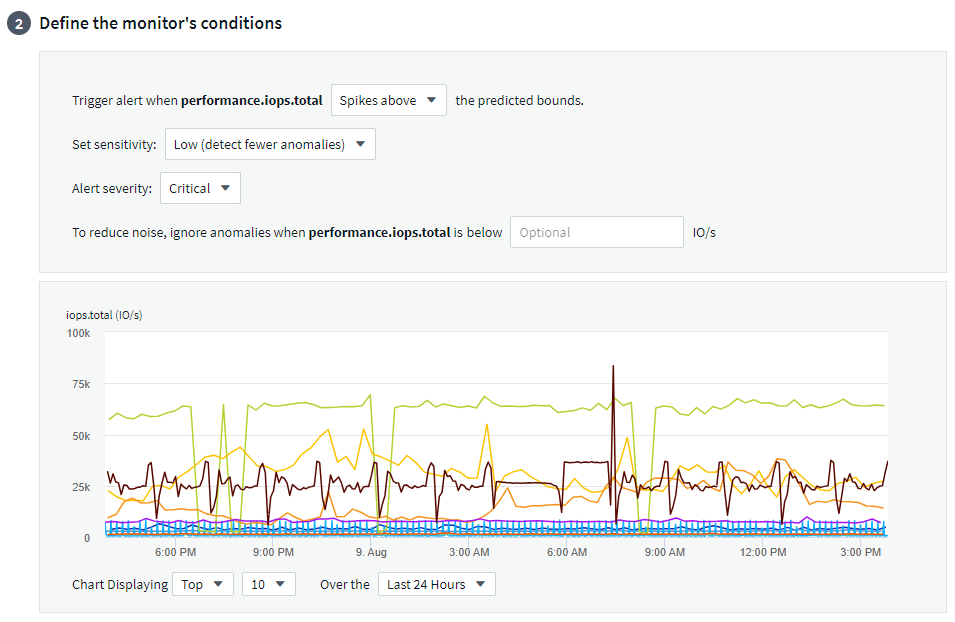 2 Define the monitor's conditions
Trigger alert when performance.iops.total Spikes above the predicted bounds.
Set sensitivity: Low (detect fewer anomalies)
Alert severity: Critical
To reduce noise, ignore anomalies when performance.iops.total is below Optional IO/s
iops.total (IO/s)
100k
75k
50k
25k
0
6:00 PM 9:00 PM 9. Aug 3:00 AM 6:00 AM 9:00 AM 12:00 PM 3:00 PM
Chart Displaying Top 10 Over the Last 24 Hours